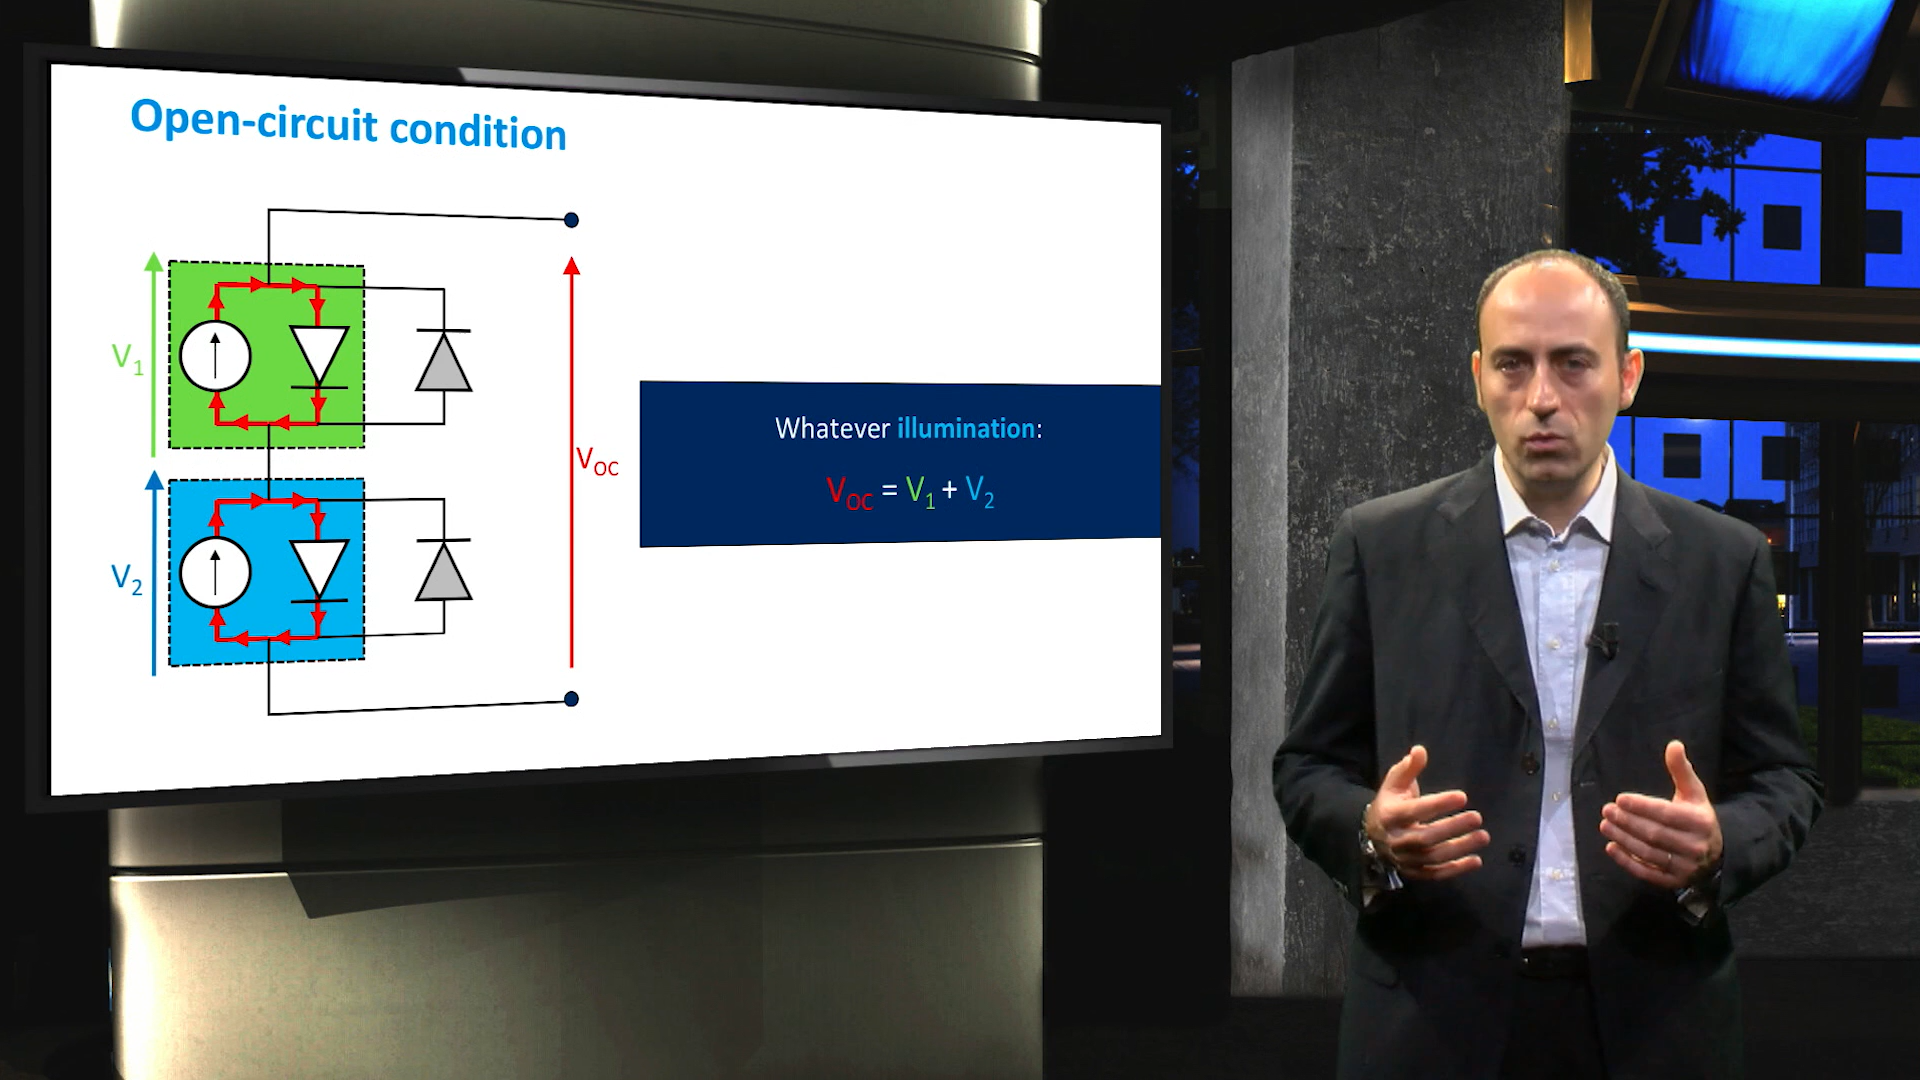 Open-circuit condition
V1
V2
VOC
Whatever illumination:
VOC = V1 + V2